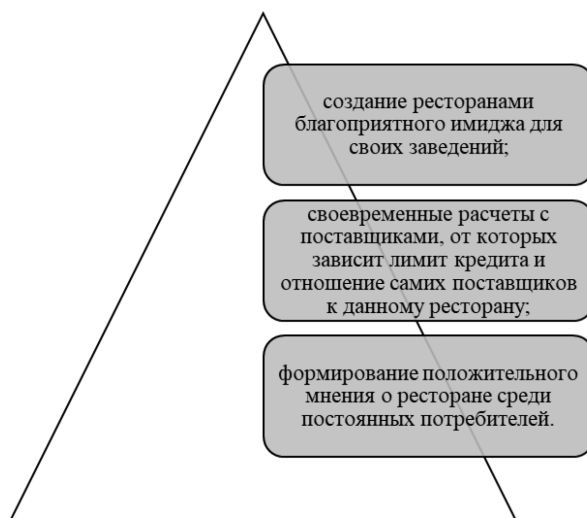 создание ресторанами
благоприятного имиджа для
своих заведений;
своевременные расчеты с
поставщиками, от которых
зависит лимит кредита и
отношение самих поставщиков
к данному ресторану;
формирование положительного
мнения о ресторане среди
постоянных потребителей.